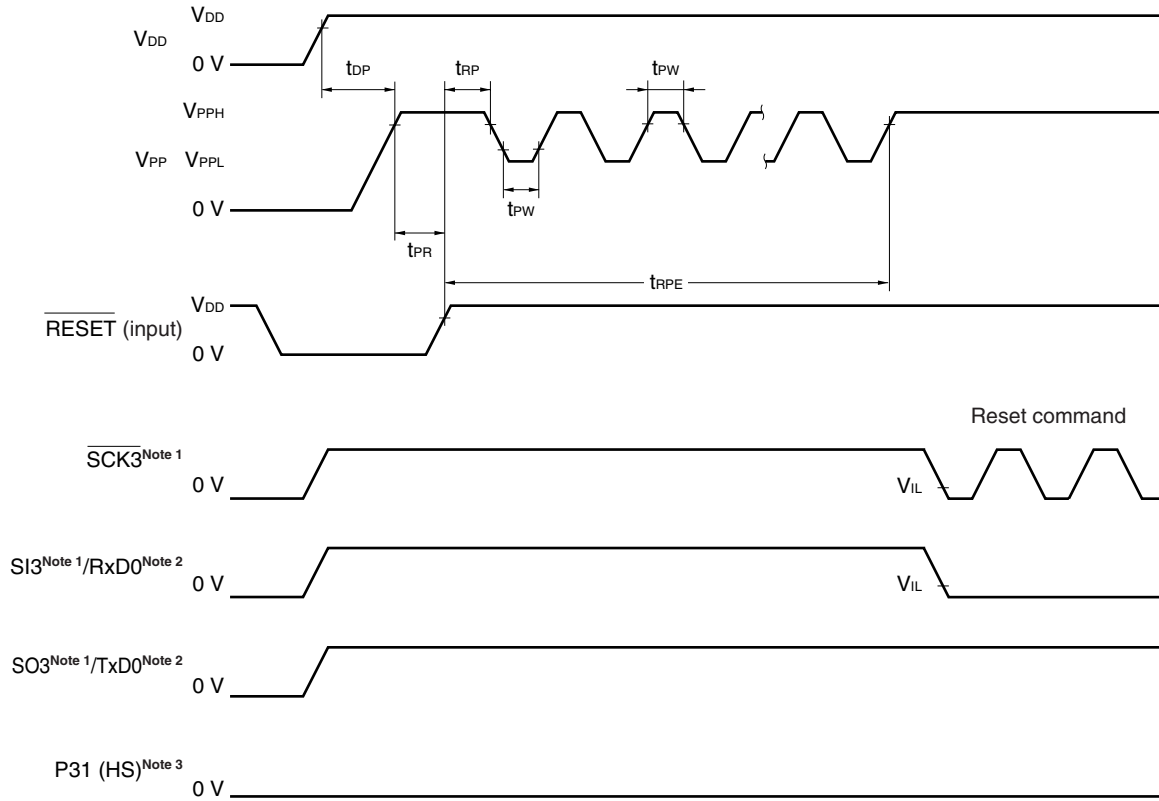 VDD
VDD
0 V
tDP
tRP
tPW
VPPH
VPP VPPL
tPW
0 V
tPR
tRPE
VDD
RESET (input)
0 V
Reset command
SCK3Note 1
0 V
VIL
SI3Note 1/RxD0Note 2
0 V
VIL
SO3Note 1/TxD0Note 2
0 V
P31 (HS)Note 3
0 V